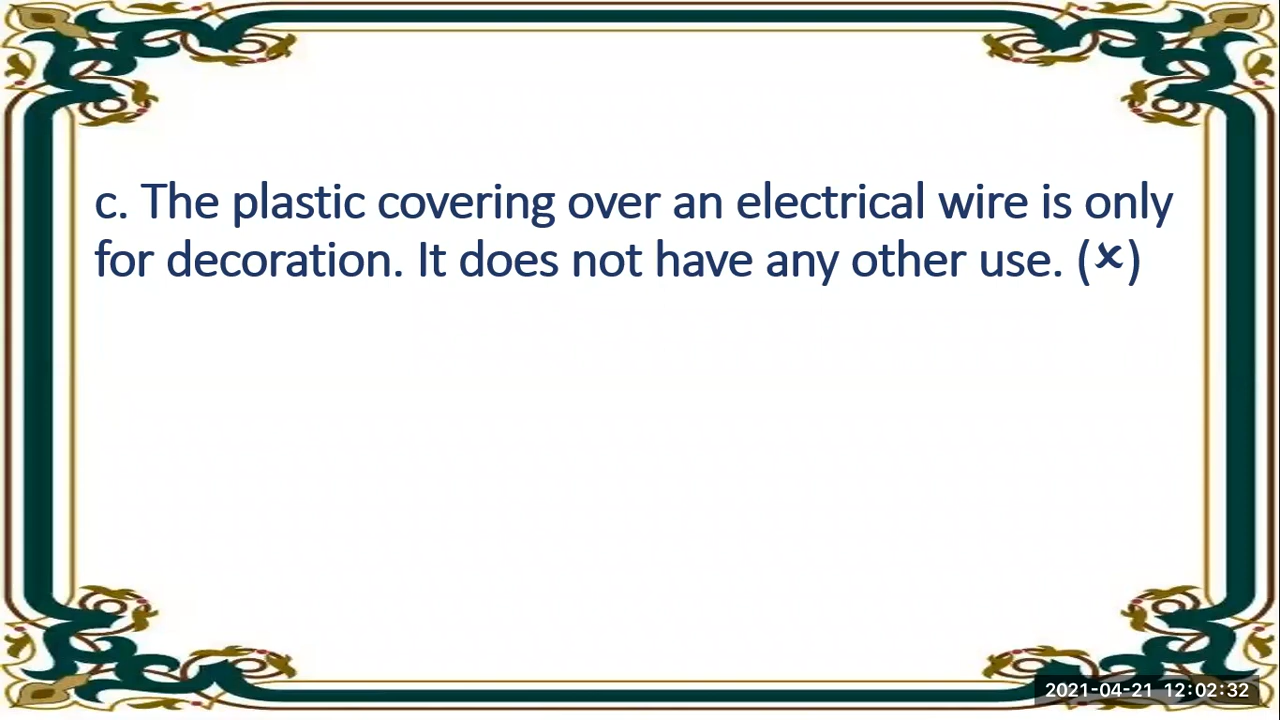 c. The plastic covering over an electrical wire is only
for decoration. It does not have any other use. (✗)
2021-04-21 12:02:32